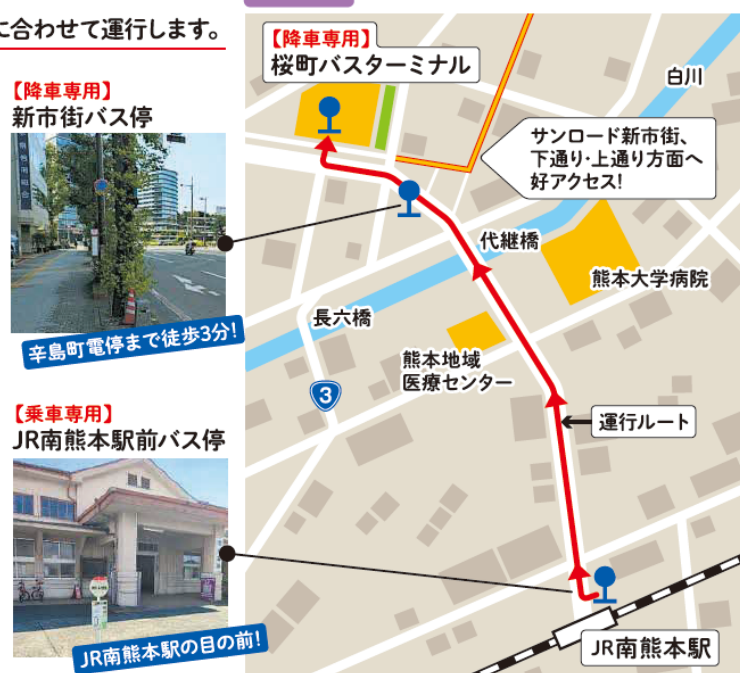 に合わせて運行します。
【降車専用】
新市街バス停
辛島町電停まで徒歩3分!
【乗車専用】
JR南熊本駅前バス停
JR南熊本駅の目の前!
【降車専用】
桜町バスターミナル
白川
サンロード新市街、
下通り・上通り方面へ
好アクセス!
代継橋
熊本大学病院
長六橋
熊本地域
医療センター
3
運行ルート
JR南熊本駅